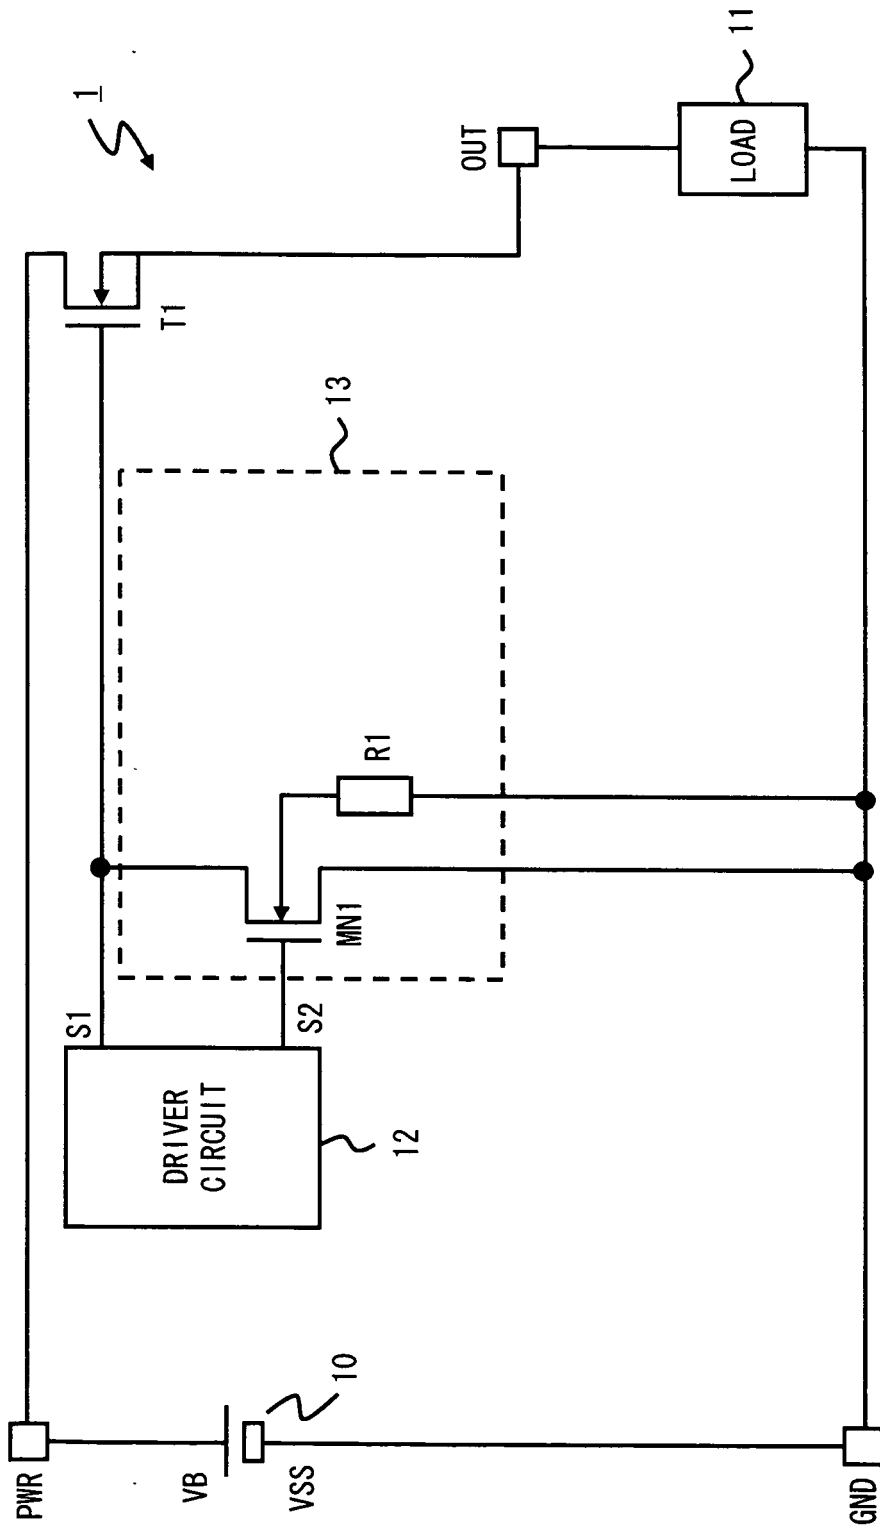 1
PWR
VB
VSS
10
DRIVER
CIRCUIT
12
S1
S2
MN1
R1
13
T1
OUT
LOAD
11
GND